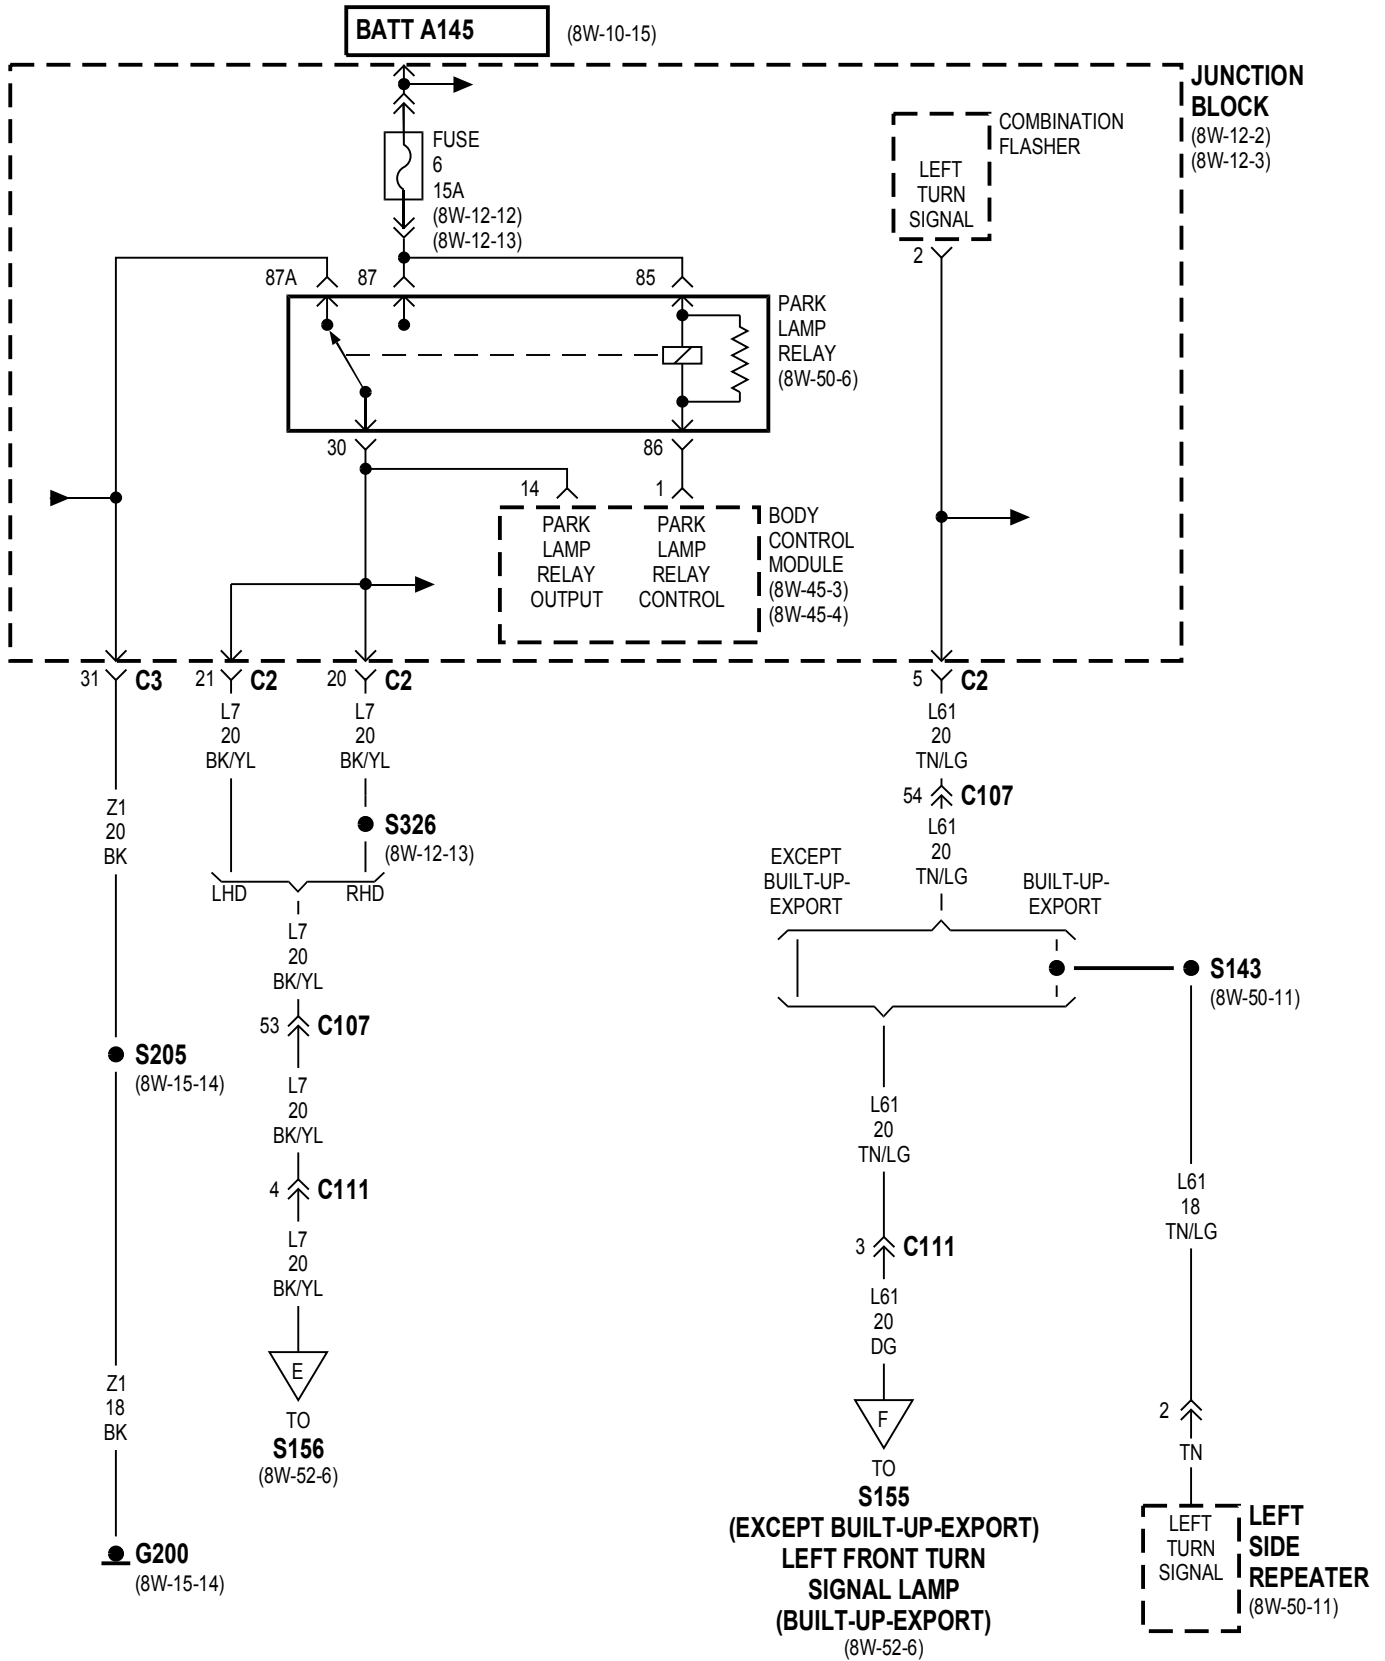 BATT A145
(8W-10-15)
JUNCTION
BLOCK
(8W-12-2)
(8W-12-3)
COMBINATION
FLASHER
LEFT
TURN
SIGNAL
2
FUSE
6
15A
(8W-12-12)
(8W-12-13)
87A
87
85
PARK
LAMP
RELAY
(8W-50-6)
30
86
14
1
PARK
LAMP
RELAY
OUTPUT
PARK
LAMP
RELAY
CONTROL
BODY
CONTROL
MODULE
(8W-45-3)
(8W-45-4)
31 C3
21 C2
20 C2
5 C2
L7
20
BK/YL
L7
20
BK/YL
L61
20
TN/LG
54 C107
L61
20
TN/LG
Z1
20
BK
S326
(8W-12-13)
LHD
RHD
EXCEPT
BUILT-UP-
EXPORT
BUILT-UP-
EXPORT
L7
20
BK/YL
S143
(8W-50-11)
53 C107
S205
(8W-15-14)
L7
20
BK/YL
L61
20
TN/LG
4 C111
L61
18
TN/LG
L7
20
BK/YL
3 C111
L61
20
DG
E
TO
S156
(8W-52-6)
Z1
18
BK
F
TO
S155
(EXCEPT BUILT-UP-EXPORT)
LEFT FRONT TURN
SIGNAL LAMP
(BUILT-UP-EXPORT)
(8W-52-6)
2
TN
LEFT
TURN
SIGNAL
LEFT
SIDE
REPEATER
(8W-50-11)
G200
(8W-15-14)